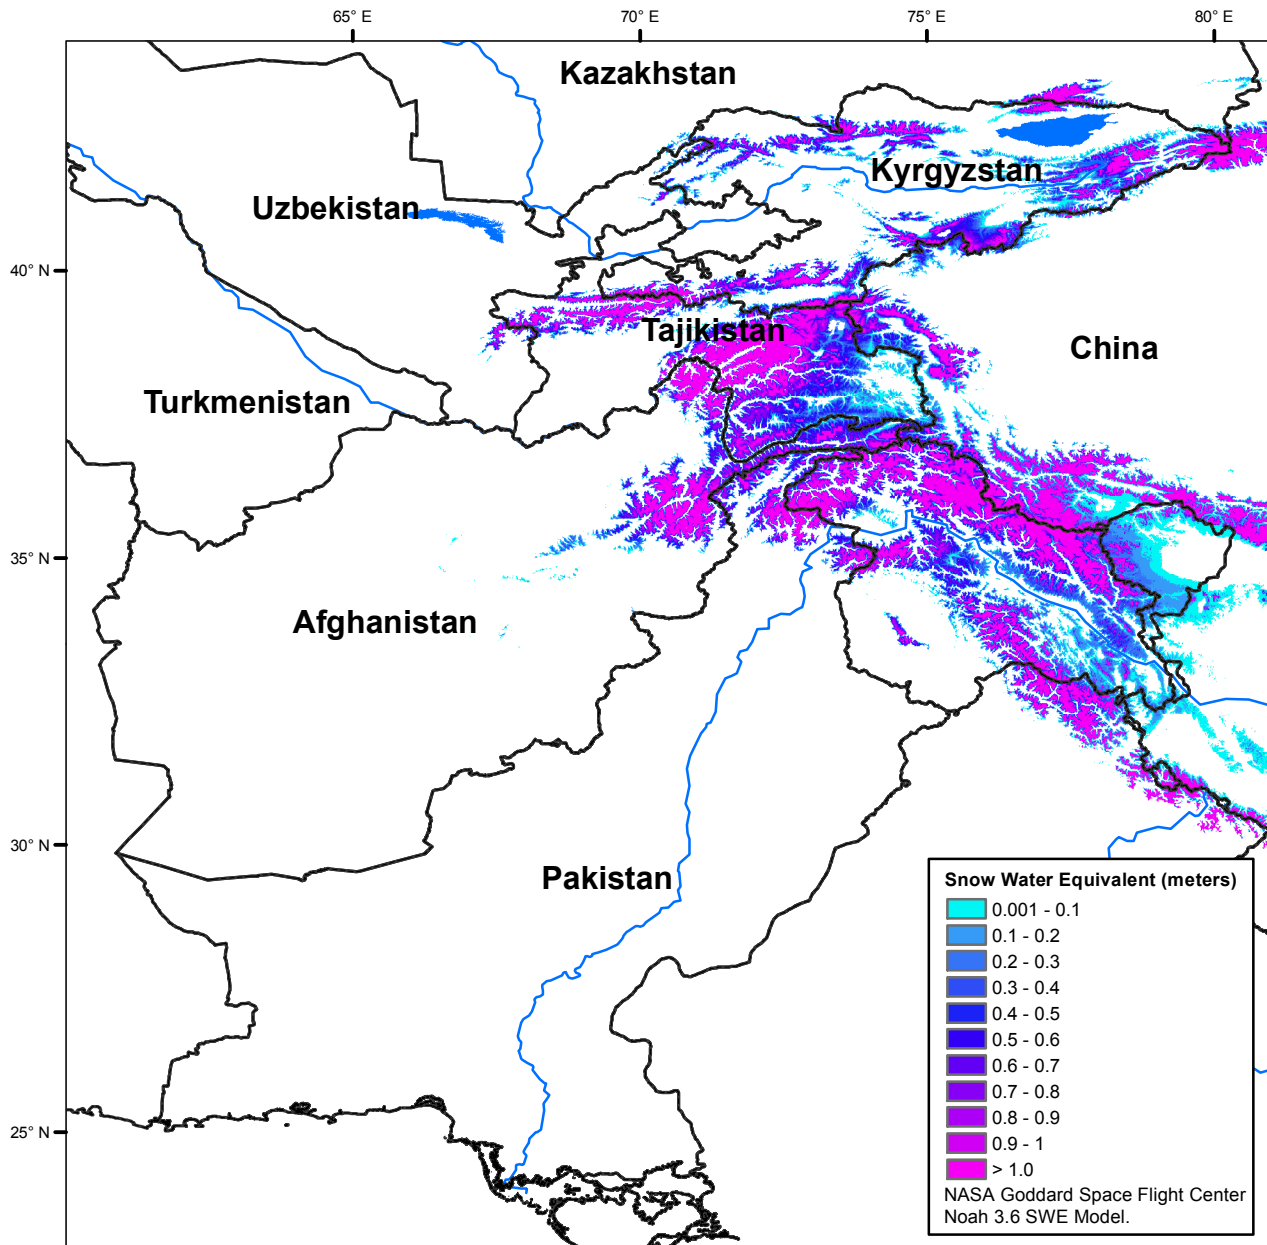 65° E
70° E
75° E
80° E
Kazakhstan
Kyrgyzstan
Uzbekistan
40° N
Tajikistan
China
Turkmenistan
35° N
Afghanistan
30° N
Pakistan
25° N
Snow Water Equivalent (meters)
0.001 - 0.1
0.1 - 0.2
0.2 - 0.3
0.3 - 0.4
0.4 - 0.5
0.5 - 0.6
0.6 - 0.7
0.7 - 0.8
0.8 - 0.9
0.9 - 1
> 1.0
NASA Goddard Space Flight Center
Noah 3.6 SWE Model.